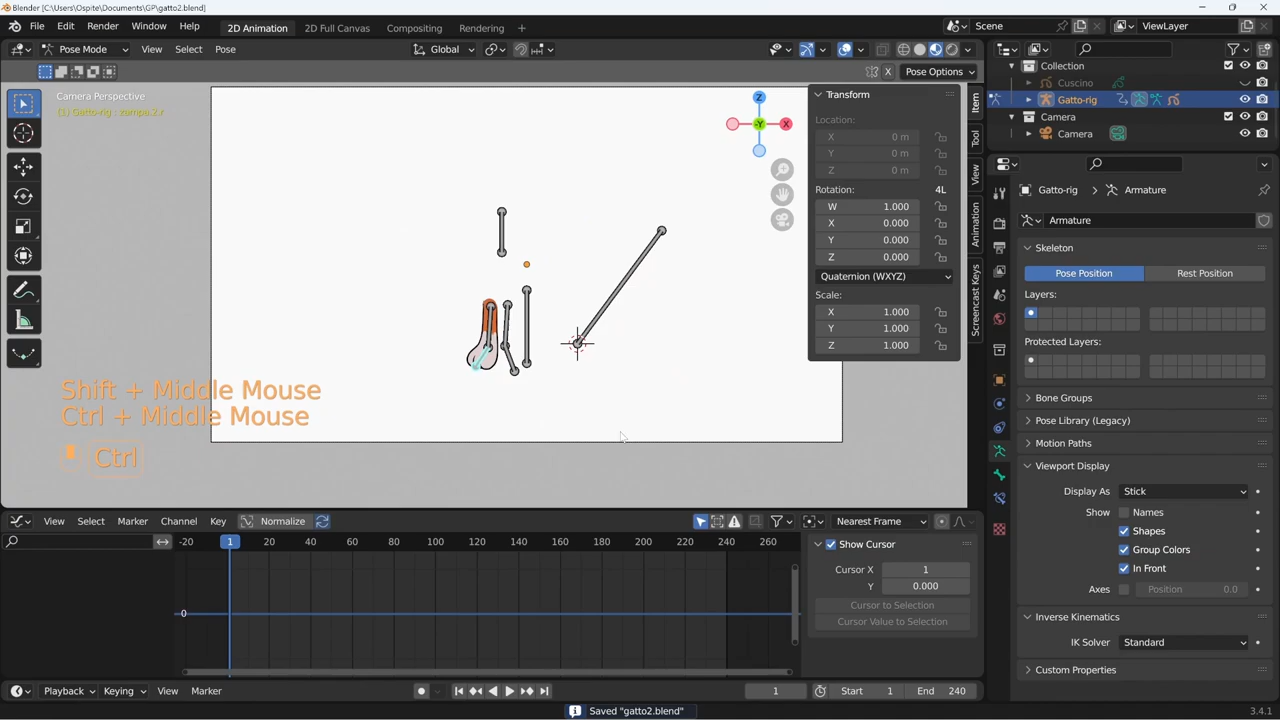 Blender [C:\Users\Ospite\Documents\GP\gatto2.blend]
File Edit Render Window Help 2D Animation 2D Full Canvas Compositing Rendering Scene ViewLayer
Pose Mode View Select Pose Global
X Pose Options
Camera Perspective
(1) Gatto-rig : zampa.2.r
Z
-Y
X
Transform
Location:
X 0 m
Y 0 m
Z 0 m
Rotation: 4L
W 1.000
X 0.000
Y 0.000
Z 0.000
Quaternion (WXYZ)
Scale:
X 1.000
Y 1.000
Z 1.000
Item
Tool
View
Animation
Screencast Keys
Shift + Middle Mouse
Ctrl + Middle Mouse
Ctrl
Collection
Cuscino
Gatto-rig
Camera
Camera
Gatto-rig Armature
Armature
Skeleton
Pose Position Rest Position
Layers:
Protected Layers:
Bone Groups
Pose Library (Legacy)
Motion Paths
Viewport Display
Display As Stick
Show Names
Shapes
Group Colors
In Front
Axes Position 0.0
Inverse Kinematics
IK Solver Standard
Custom Properties
View Select Marker Channel Key Normalize Nearest Frame
-20 1 20 40 60 80 100 120 140 160 180 200 220 240 260
0
Show Cursor
Cursor X 1
Y 0.000
Cursor to Selection
Cursor Value to Selection
Playback Keying View Marker 1 Start 1 End 240
Saved "gatto2.blend" 3.4.1